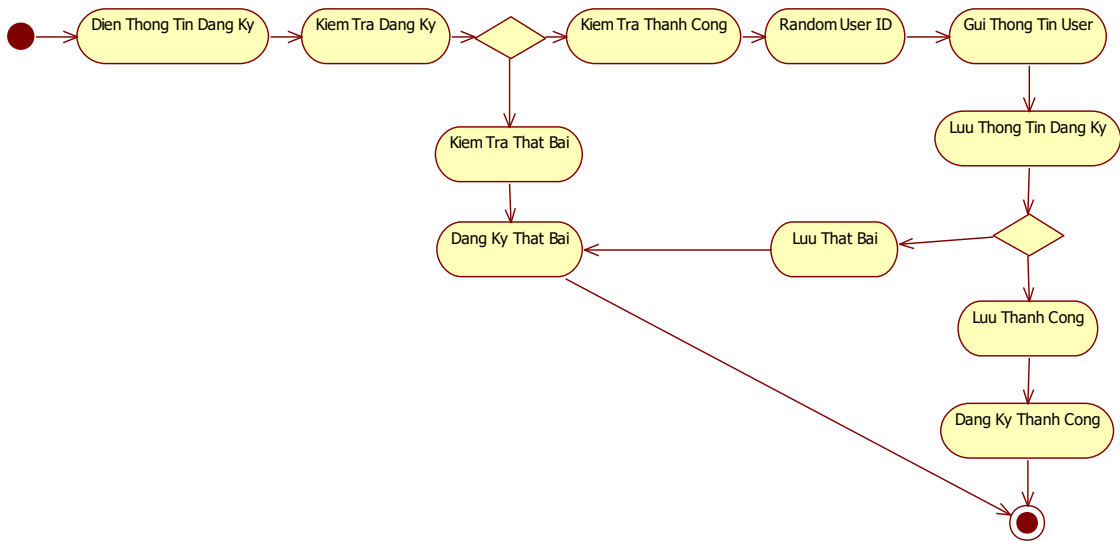 Dien Thong Tin Dang Ky
Kiem Tra Dang Ky
Kiem Tra Thanh Cong
Random User ID
Gui Thong Tin User
Luu Thong Tin Dang Ky
Kiem Tra That Bai
Dang Ky That Bai
Luu That Bai
Luu Thanh Cong
Dang Ky Thanh Cong